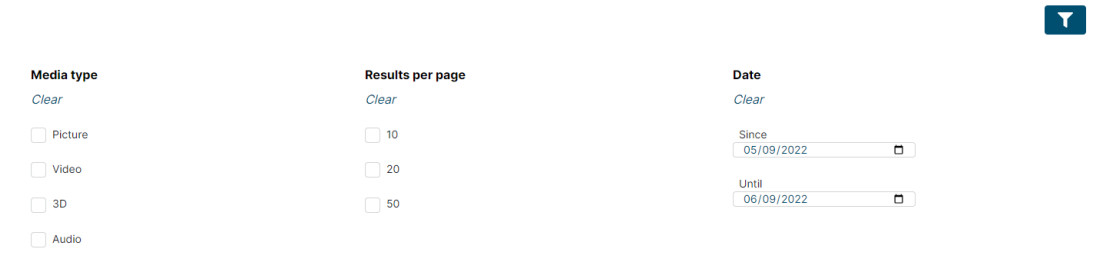 Media type
Clear
Picture
Video
3D
Audio
Results per page
Clear
10
20
50
Date
Clear
Since
05/09/2022
Until
06/09/2022